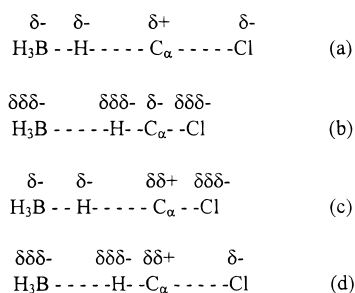 δ- δ- δ+ δ-
H₃B - -H- - - - - Cα- - - - - -Cl (a)
δδδ- δδδ- δ- δδδ-
H₃B - - - - - -H- -Cα- -Cl (b)
δ- δ- δδ+ δδδ-
H₃B - -H- - - - - Cα- -Cl (c)
δδδ- δδδ- δδ+ δ-
H₃B - - - - - -H- -Cα- - - - - -Cl (d)